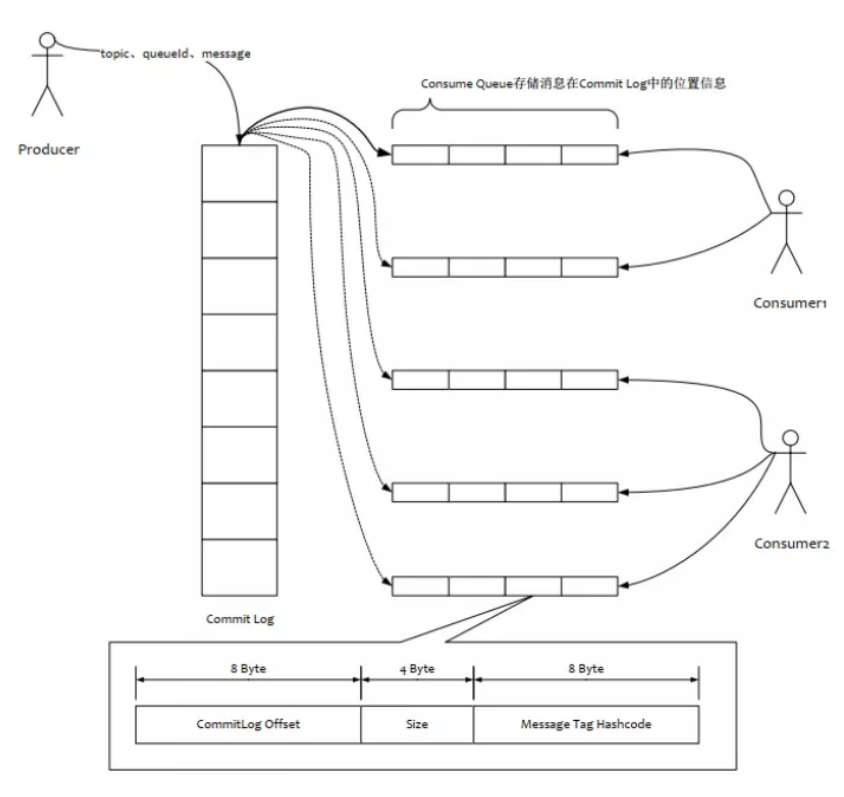 topic、queueId、message
Consume Queue存储消息在Commit Log中的位置信息
Producer
Consumer1
Consumer2
Commit Log
8 Byte
4 Byte
8 Byte
CommitLog Offset
Size
Message Tag Hashcode